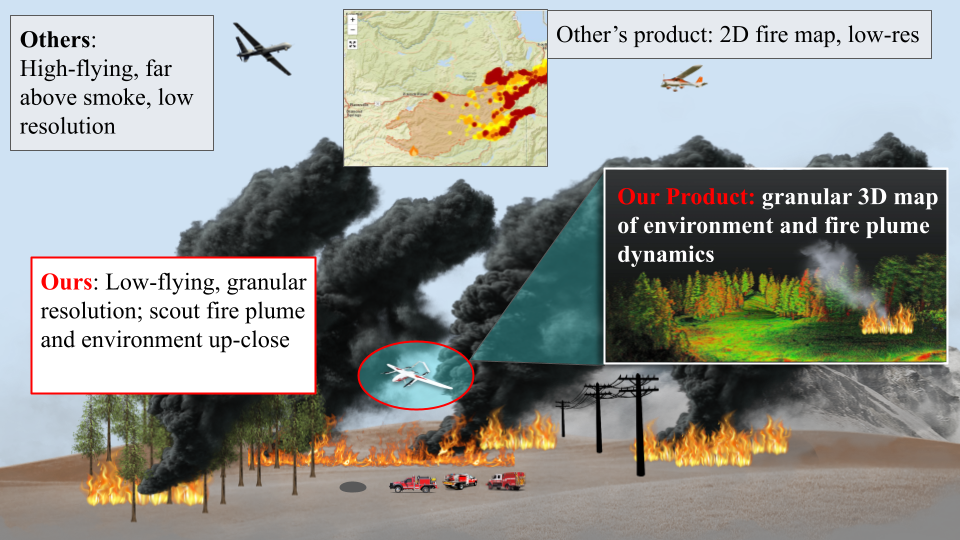 Others:
High-flying, far
above smoke, low
resolution
Other’s product: 2D fire map, low-res
Our Product: granular 3D map
of environment and fire plume
dynamics
Ours: Low-flying, granular
resolution; scout fire plume
and environment up-close